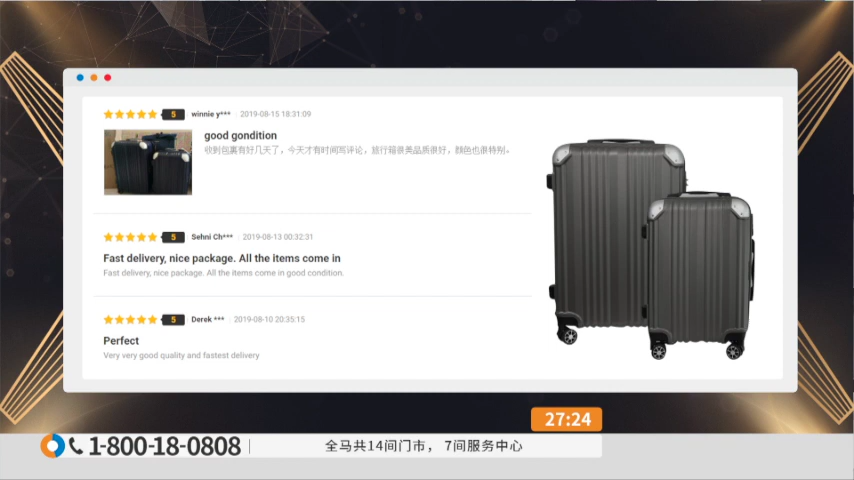 5 winnie y*** 2019-08-15 18:31:09
good gondition
收到包裹有好几天了，今天才有时间写评论，旅行箱很美品质很好，颜色也很特别。
5 Sehni Ch*** 2019-08-13 00:32:31
Fast delivery, nice package. All the items come in
Fast delivery, nice package. All the items come in good condition.
5 Derek *** 2019-08-10 20:35:15
Perfect
Very very good quality and fastest delivery
27:24
1-800-18-0808
全马共14间门市， 7间服务中心